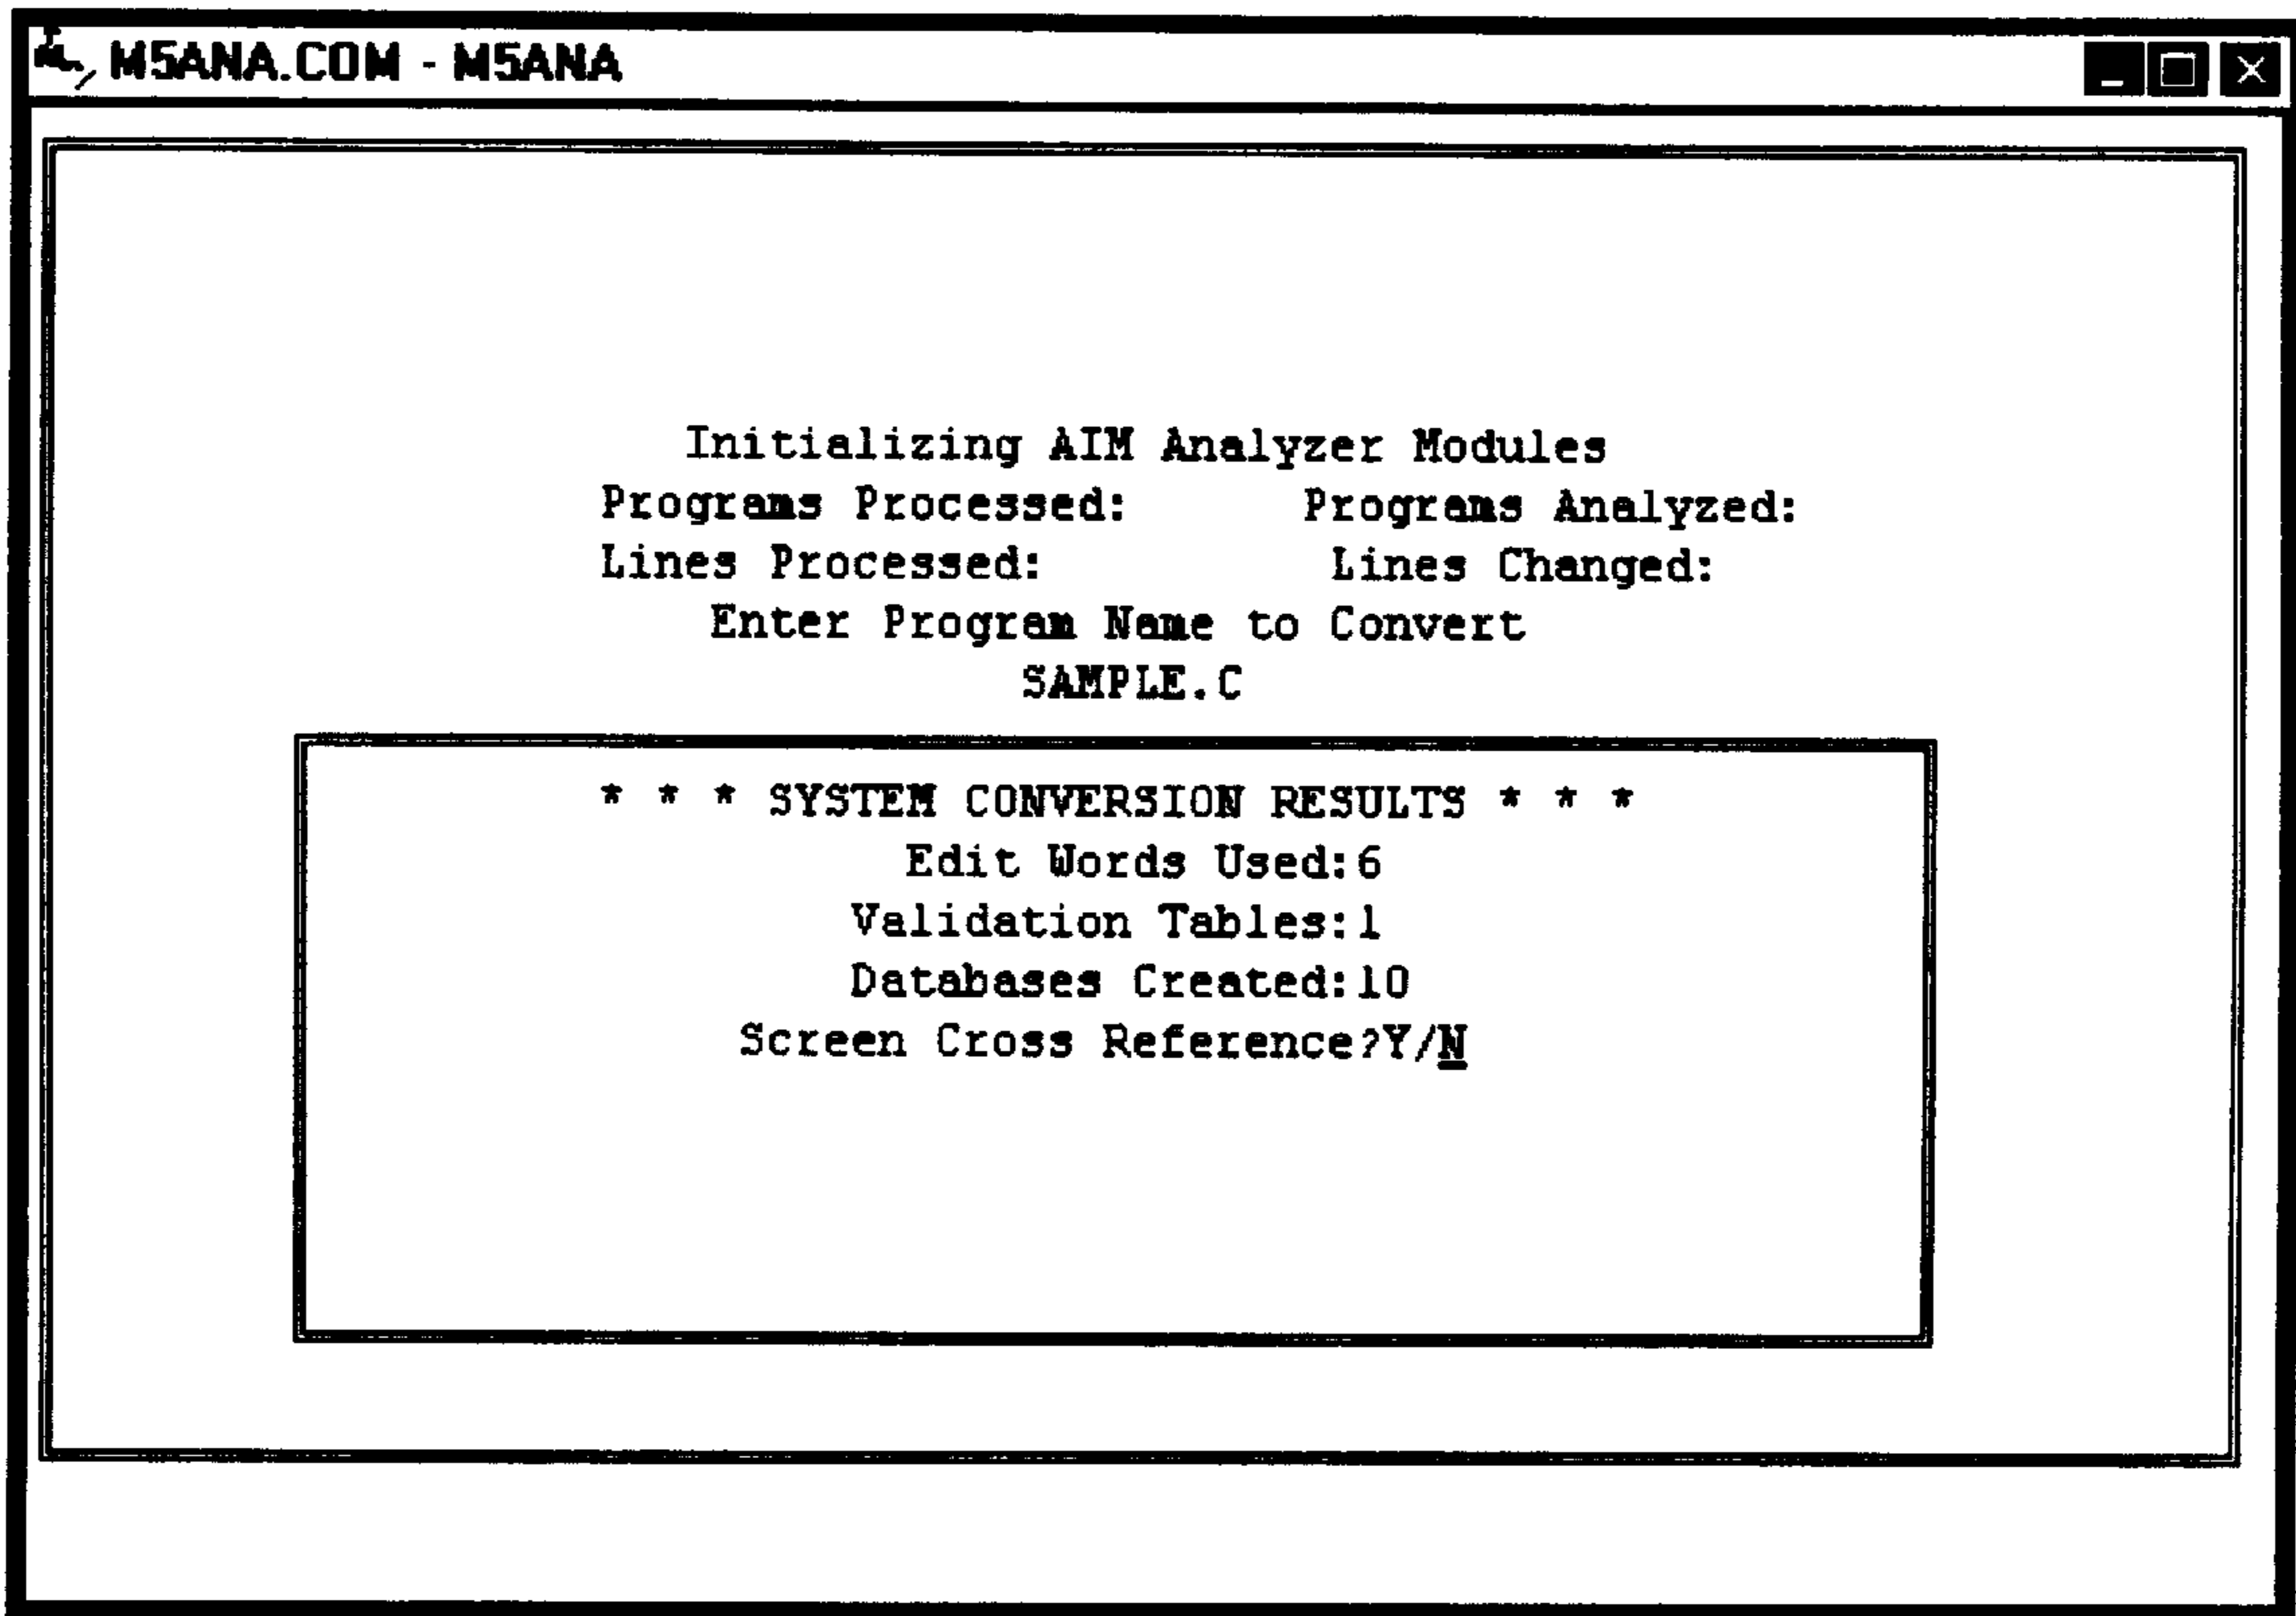 M5ANA.COM - M5ANA
Initializing AIM Analyzer Modules
Programs Processed: Programs Analyzed:
Lines Processed: Lines Changed:
Enter Program Name to Convert
SAMPLE.C
* * * SYSTEM CONVERSION RESULTS * * *
Edit Words Used:6
Validation Tables:1
Databases Created:10
Screen Cross Reference?Y/N